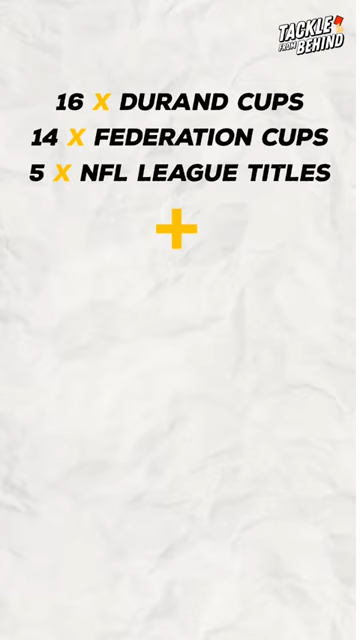 TACKLE
FROM BEHIND
16 X DURAND CUPS
14 X FEDERATION CUPS
5 X NFL LEAGUE TITLES
+